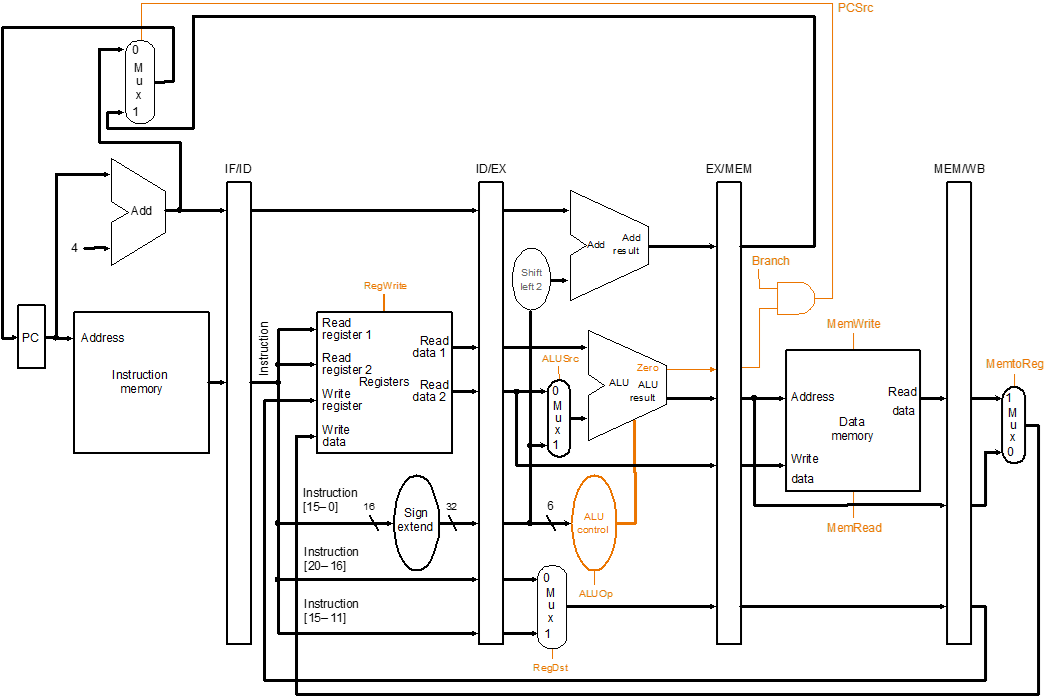 PCSrc
0
M
u
x
1
IF/ID
ID/EX
EX/MEM
MEM/WB
Add
4
Add
Add
result
Shift
left 2
Branch
RegWrite
MemWrite
PC
Address
Instruction
memory
Instruction
Read
register 1
Read
register 2
Write
register
Write
data
Registers
Read
data 1
Read
data 2
ALUSrc
0
M
u
x
1
Zero
ALU
ALU
result
Address
Read
data
Data
memory
Write
data
MemtoReg
1
M
u
x
0
Instruction
[15–0]
16
Sign
extend
32
6
ALU
control
MemRead
Instruction
[20–16]
Instruction
[15–11]
ALUOp
0
M
u
x
1
RegDst